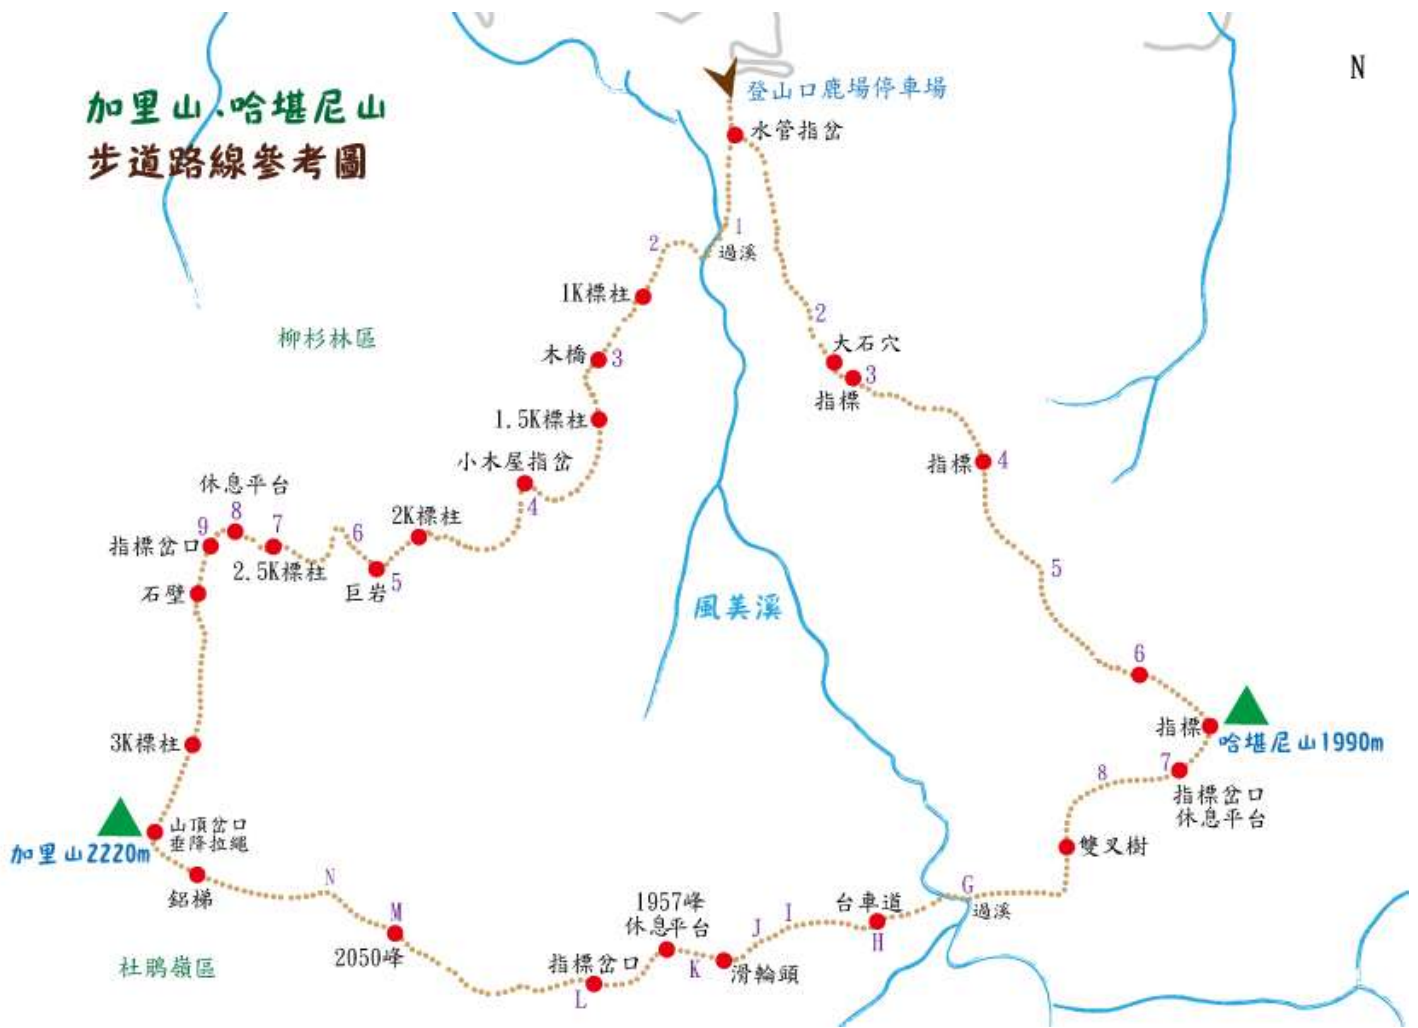 加里山、哈堪尼山
步道路線參考圖
N
登山口鹿場停車場
水管指岔
1
過溪
2
1K標柱
柳杉林區
木橋
3
1.5K標柱
小木屋指岔
4
2K標柱
巨岩
5
6
7
2.5K標柱
休息平台
8
9
指標岔口
石壁
3K標柱
山頂岔口
垂降拉繩
加里山2220m
鋁梯
杜鵑嶺區
N
M
2050峰
指標岔口
L
1957峰
休息平台
K
滑輪頭
J
I
台車道
H
G
過溪
雙叉樹
8
7
指標岔口
休息平台
指標
哈堪尼山1990m
6
5
指標
4
指標
3
大石穴
2
風美溪